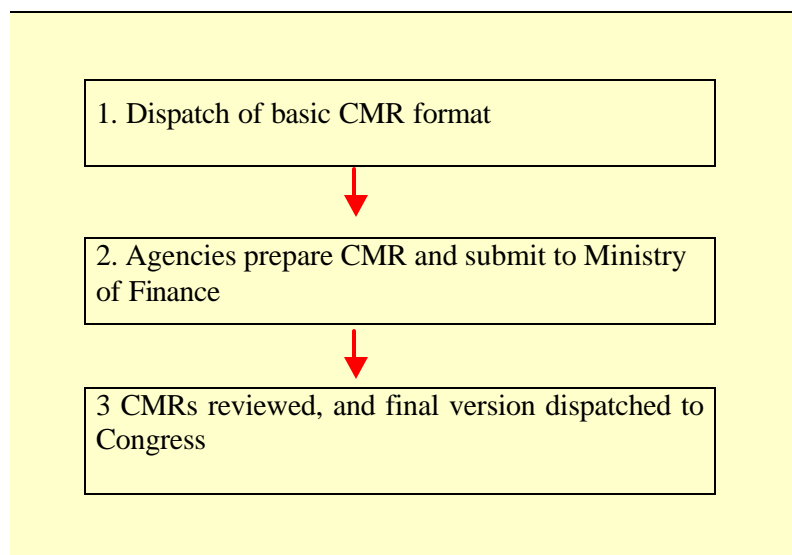 1. Dispatch of basic CMR format
2. Agencies prepare CMR and submit to Ministry
of Finance
3 CMRs reviewed, and final version dispatched to
Congress